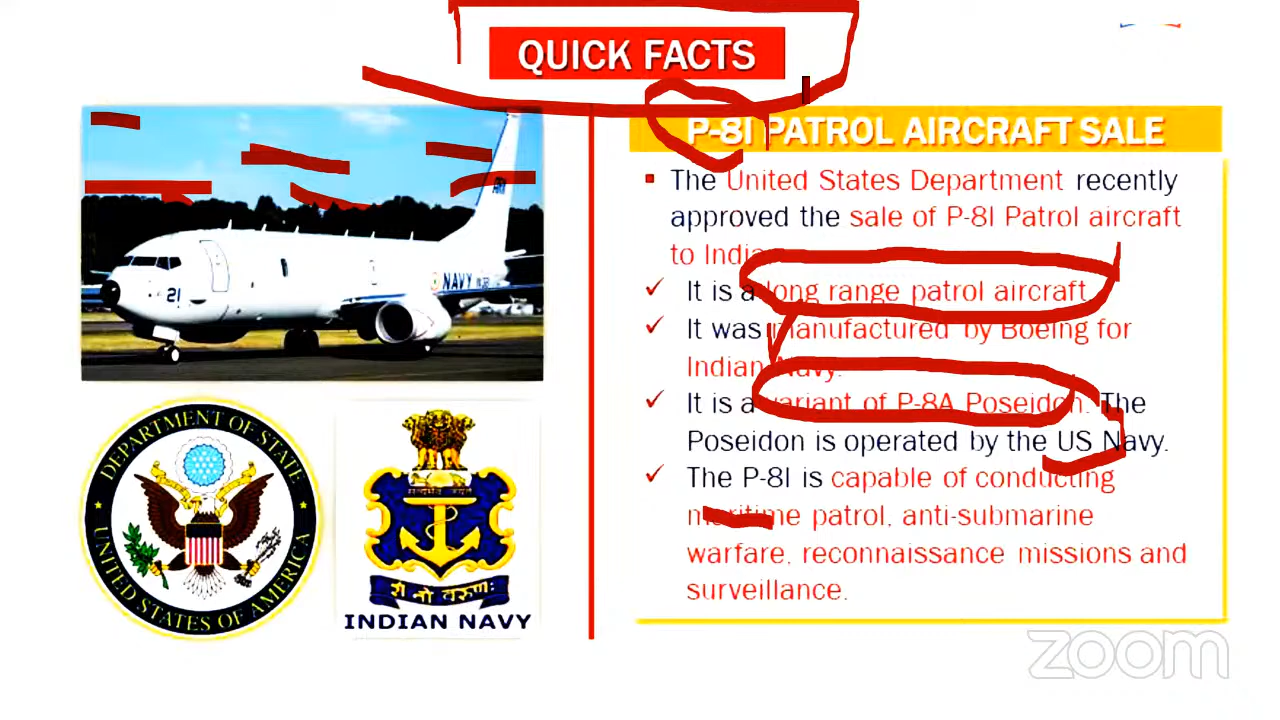 QUICK FACTS
P-8I PATROL AIRCRAFT SALE
The United States Department recently
approved the sale of P-8I Patrol aircraft
to India.
It is a long range patrol aircraft
It was manufactured by Boeing for
Indian Navy.
It is a variant of P-8A Poseidon. The
Poseidon is operated by the US Navy.
The P-8I is capable of conducting
maritime patrol, anti-submarine
warfare, reconnaissance missions and
surveillance.
21
NAVY
DEPARTMENT OF STATE
UNITED STATES OF AMERICA
सत्यमेव जयते
शं नो वरुणः
INDIAN NAVY
zoom